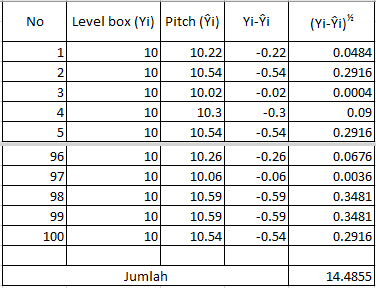 No Level box (Yi) Pitch (Ŷi) Yi-Ŷi (Yi-Ŷi)^½
1 10 10.22 -0.22 0.0484
2 10 10.54 -0.54 0.2916
3 10 10.02 -0.02 0.0004
4 10 10.3 -0.3 0.09
5 10 10.54 -0.54 0.2916
96 10 10.26 -0.26 0.0676
97 10 10.06 -0.06 0.0036
98 10 10.59 -0.59 0.3481
99 10 10.59 -0.59 0.3481
100 10 10.54 -0.54 0.2916
Jumlah 14.4855